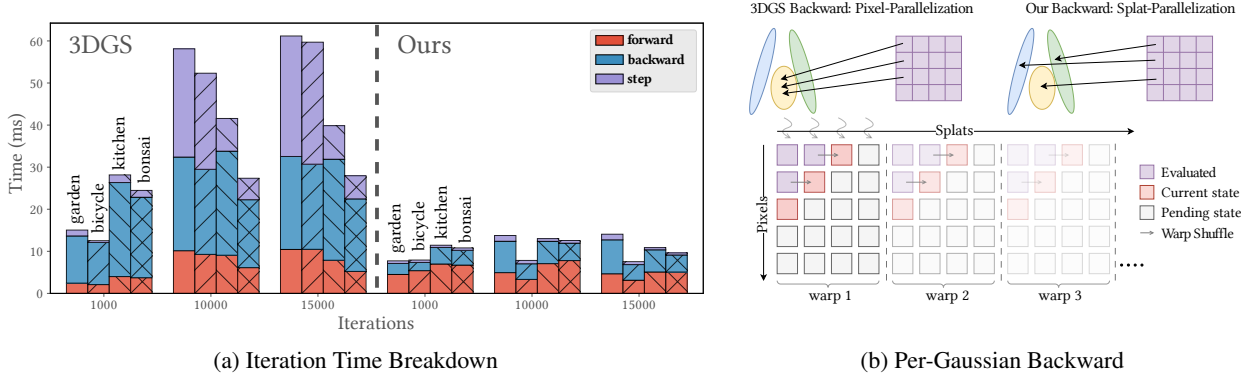 3DGS
Ours
forward
backward
step
Time (ms)
60
50
40
30
20
10
0
garden
bicycle
kitchen
bonsai
garden
bicycle
kitchen
bonsai
1000
10000
15000
1000
10000
15000
Iterations
(a) Iteration Time Breakdown
3DGS Backward: Pixel-Parallelization
Our Backward: Splat-Parallelization
Splats
Pixels
Evaluated
Current state
Pending state
Warp Shuffle
warp 1
warp 2
warp 3
(b) Per-Gaussian Backward